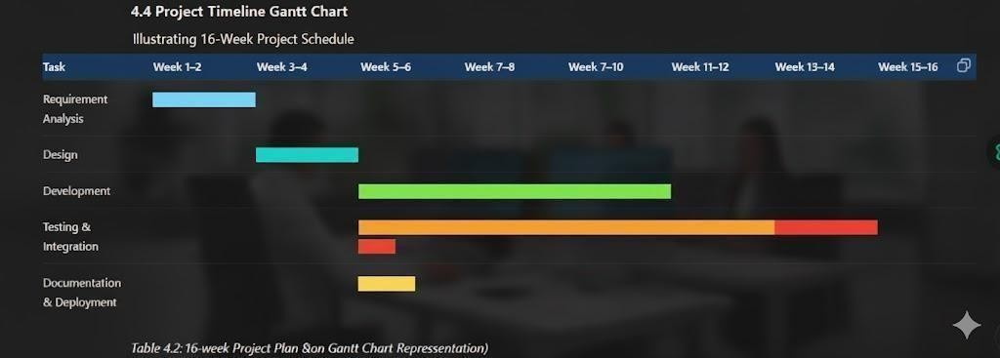 4.4 Project Timeline Gantt Chart
Illustrating 16-Week Project Schedule
Task Week 1–2 Week 3–4 Week 5–6 Week 7–8 Week 7–10 Week 11–12 Week 13–14 Week 15–16
Requirement
Analysis
Design
Development
Testing &
Integration
Documentation
& Deployment
Table 4.2: 16-week Project Plan &on Gantt Chart Repressentation)